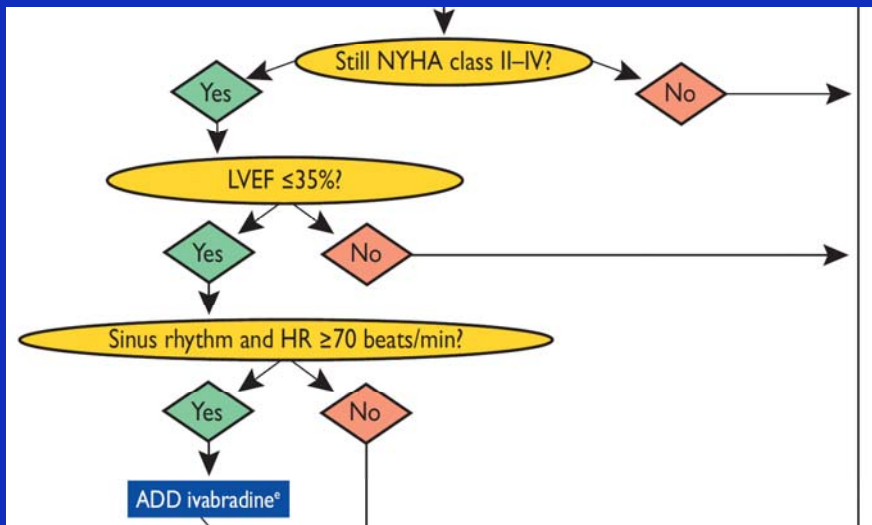 Still NYHA class II–IV?
Yes
No
LVEF ≤35%?
Yes
No
Sinus rhythm and HR ≥70 beats/min?
Yes
No
ADD ivabradineᵉ